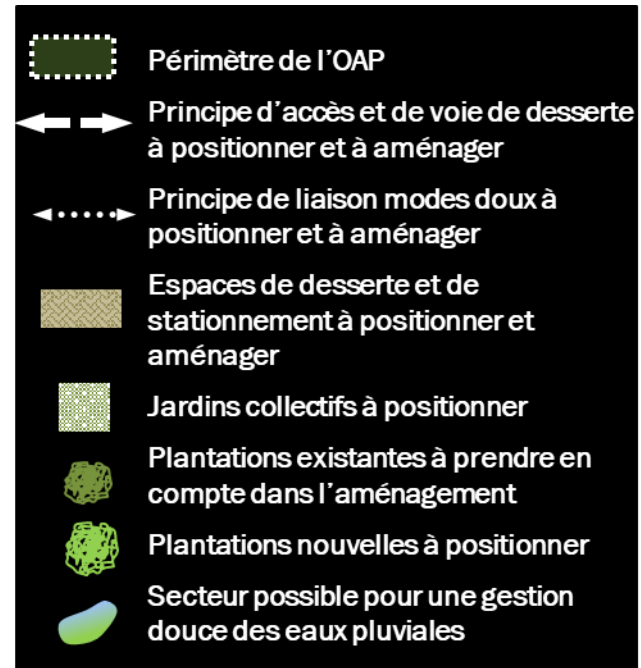 Périmètre de l'OAP
Principe d'accès et de voie de desserte
à positionner et à aménager
Principe de liaison modes doux à
positionner et à aménager
Espaces de desserte et de
stationnement à positionner et
aménager
Jardins collectifs à positionner
Plantations existantes à prendre en
compte dans l'aménagement
Plantations nouvelles à positionner
Secteur possible pour une gestion
douce des eaux pluviales